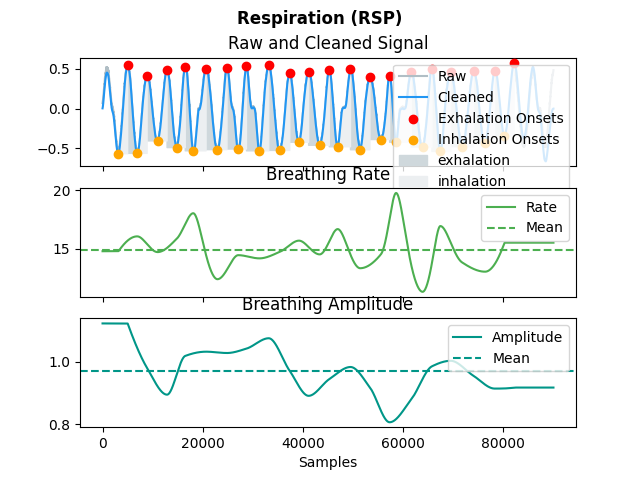 Respiration (RSP)
Raw and Cleaned Signal
0.5
0.0
−0.5
Raw
Cleaned
Exhalation Onsets
Inhalation Onsets
exhalation
inhalation
Breathing Rate
20
15
Rate
Mean
Breathing Amplitude
1.0
0.8
Amplitude
Mean
0 20000 40000 60000 80000
Samples